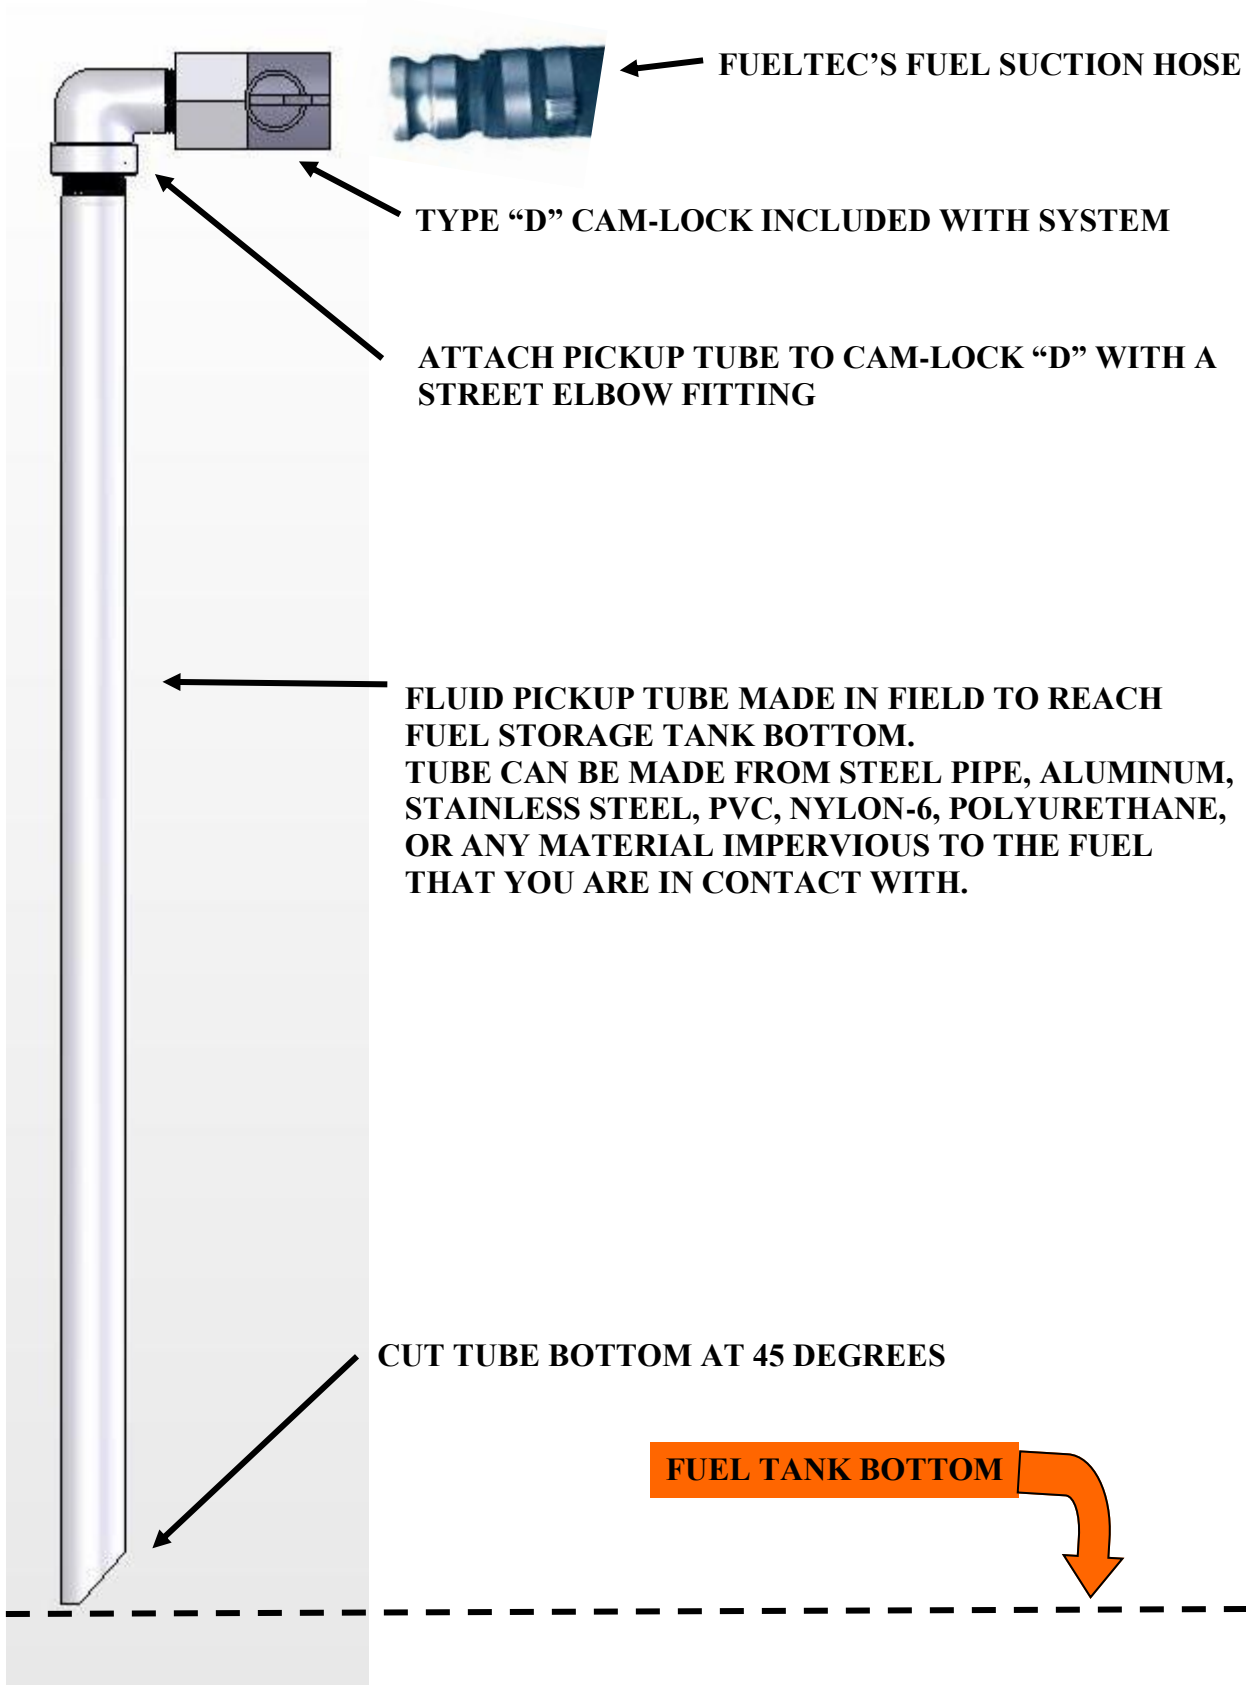 FUELTEC’S FUEL SUCTION HOSE
TYPE “D” CAM-LOCK INCLUDED WITH SYSTEM
ATTACH PICKUP TUBE TO CAM-LOCK “D” WITH A
STREET ELBOW FITTING
FLUID PICKUP TUBE MADE IN FIELD TO REACH
FUEL STORAGE TANK BOTTOM.
TUBE CAN BE MADE FROM STEEL PIPE, ALUMINUM,
STAINLESS STEEL, PVC, NYLON-6, POLYURETHANE,
OR ANY MATERIAL IMPERVIOUS TO THE FUEL
THAT YOU ARE IN CONTACT WITH.
CUT TUBE BOTTOM AT 45 DEGREES
FUEL TANK BOTTOM